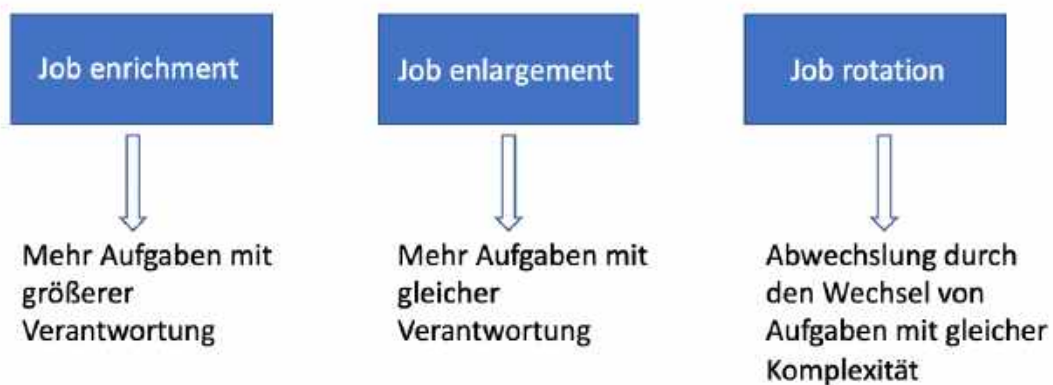 Job enrichment
Mehr Aufgaben mit
größerer
Verantwortung
Job enlargement
Mehr Aufgaben mit
gleicher
Verantwortung
Job rotation
Abwechslung durch
den Wechsel von
Aufgaben mit gleicher
Komplexität